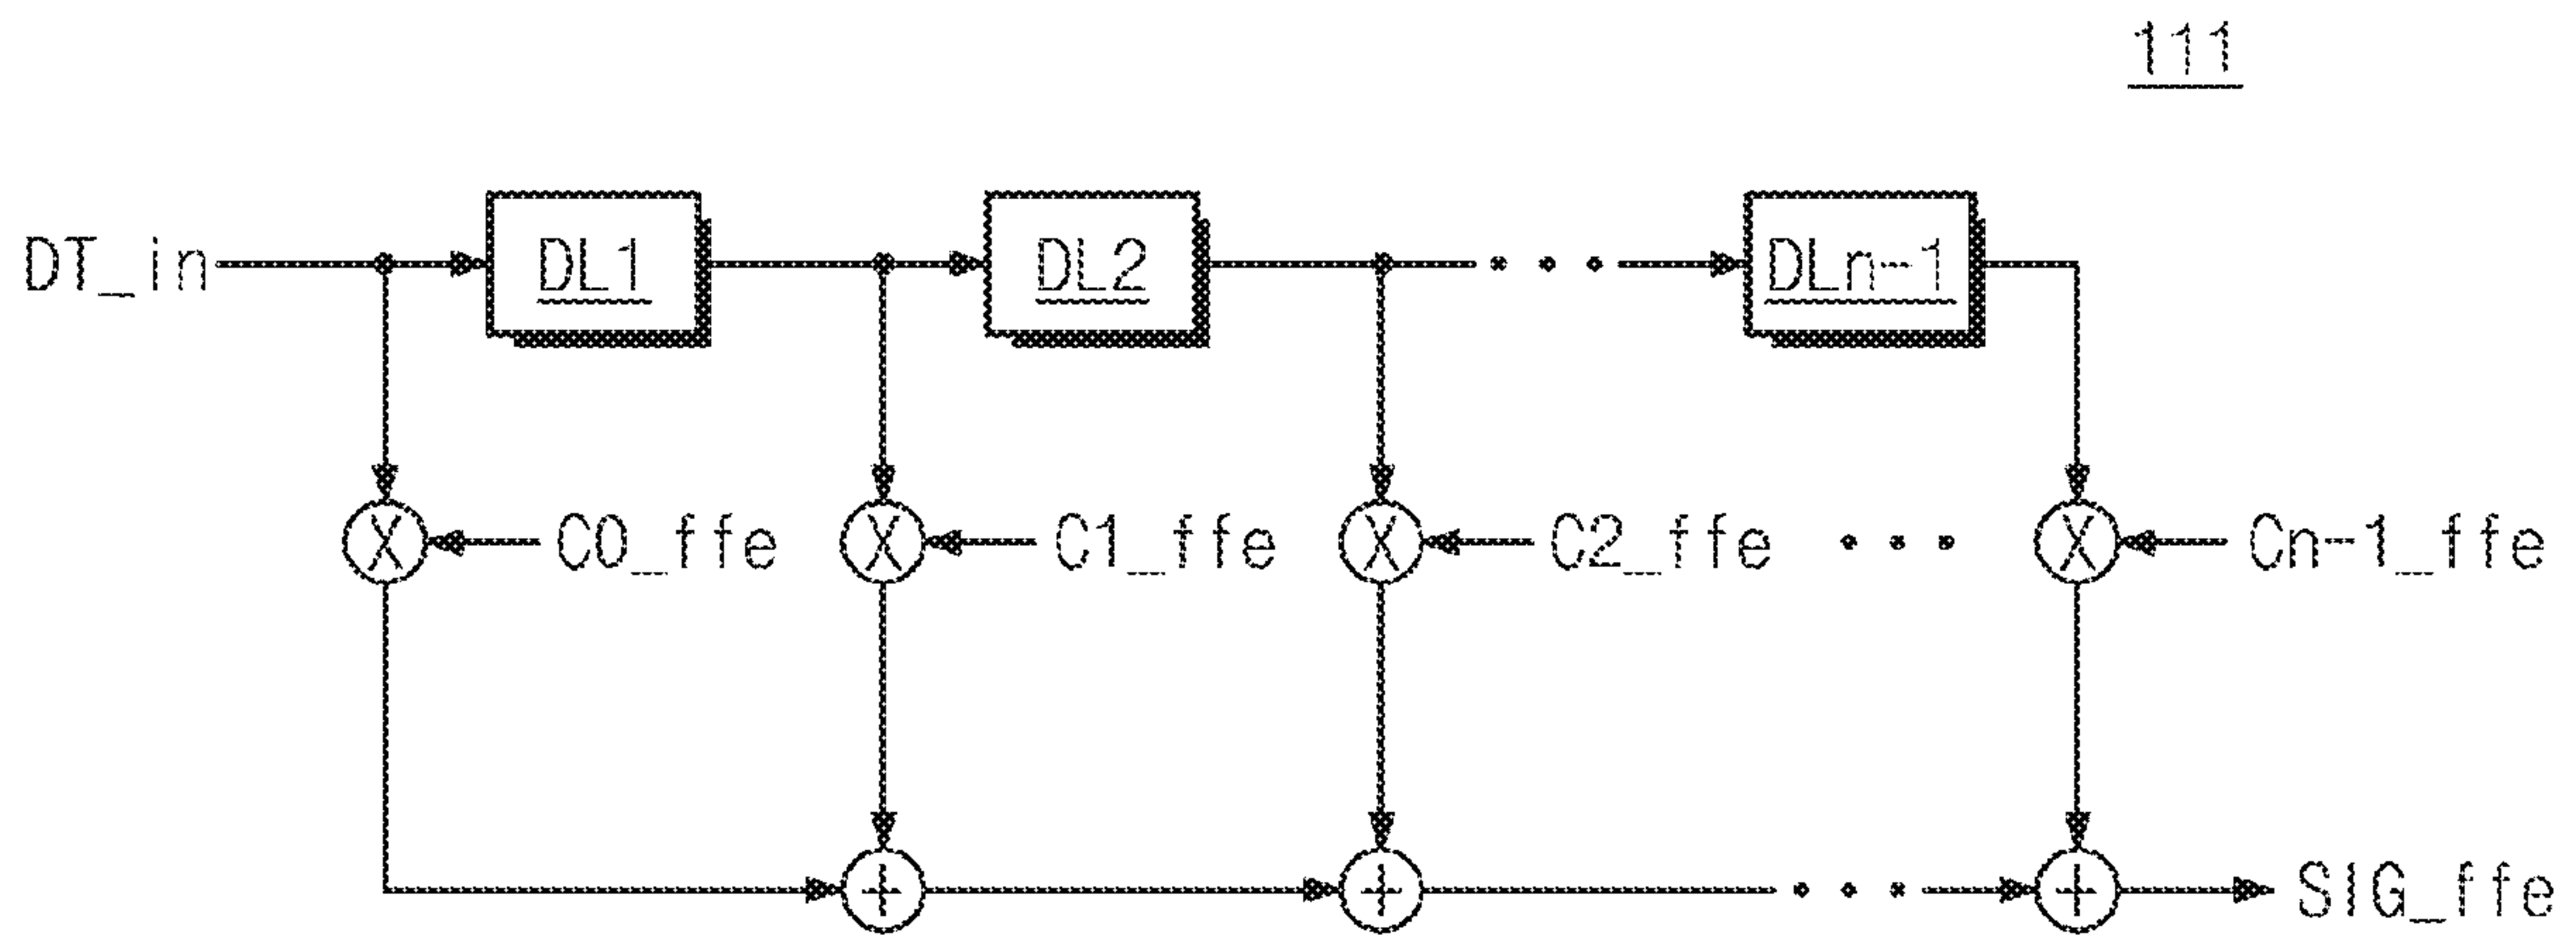 111
DT_in DL1 DL2 • • • DLn-1
X C0_ffe X C1_ffe X C2_ffe • • • X Cn-1_ffe
+ + • • • + SIG_ffe